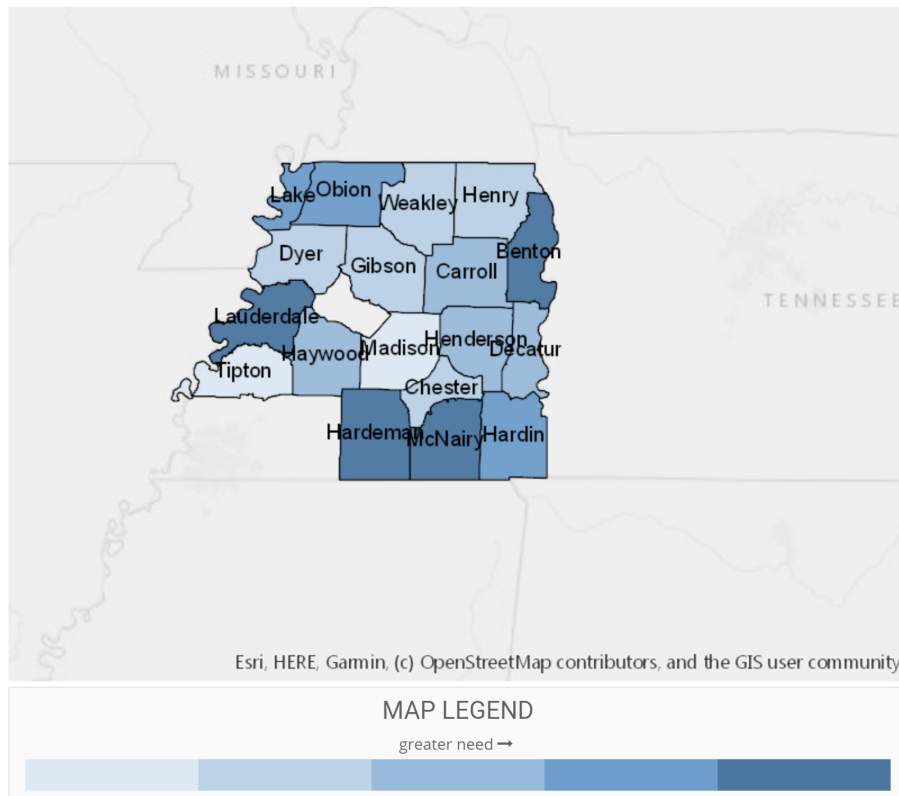 MISSOURI
Lake
Obion
Weakley
Henry
Dyer
Gibson
Carroll
Benton
TENNESSEE
Lauderdale
Haywood
Madison
Henderson
Decatur
Tipton
Chester
Hardeman
McNairy
Hardin
Esri, HERE, Garmin, (c) OpenStreetMap contributors, and the GIS user community
MAP LEGEND
greater need →